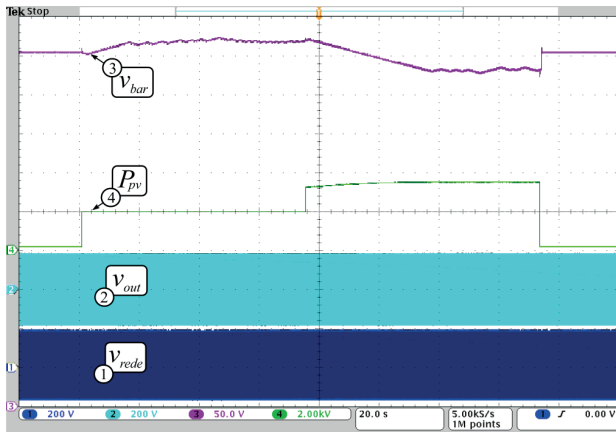 Tek Stop
3
v_bar
P_pv
4
4
v_out
2
2
v_rede
1
1
3
1 200 V 2 200 V 3 50.0 V 4 2.00kV 20.0 s 5.00kS/s 1 0.00 V
1M points